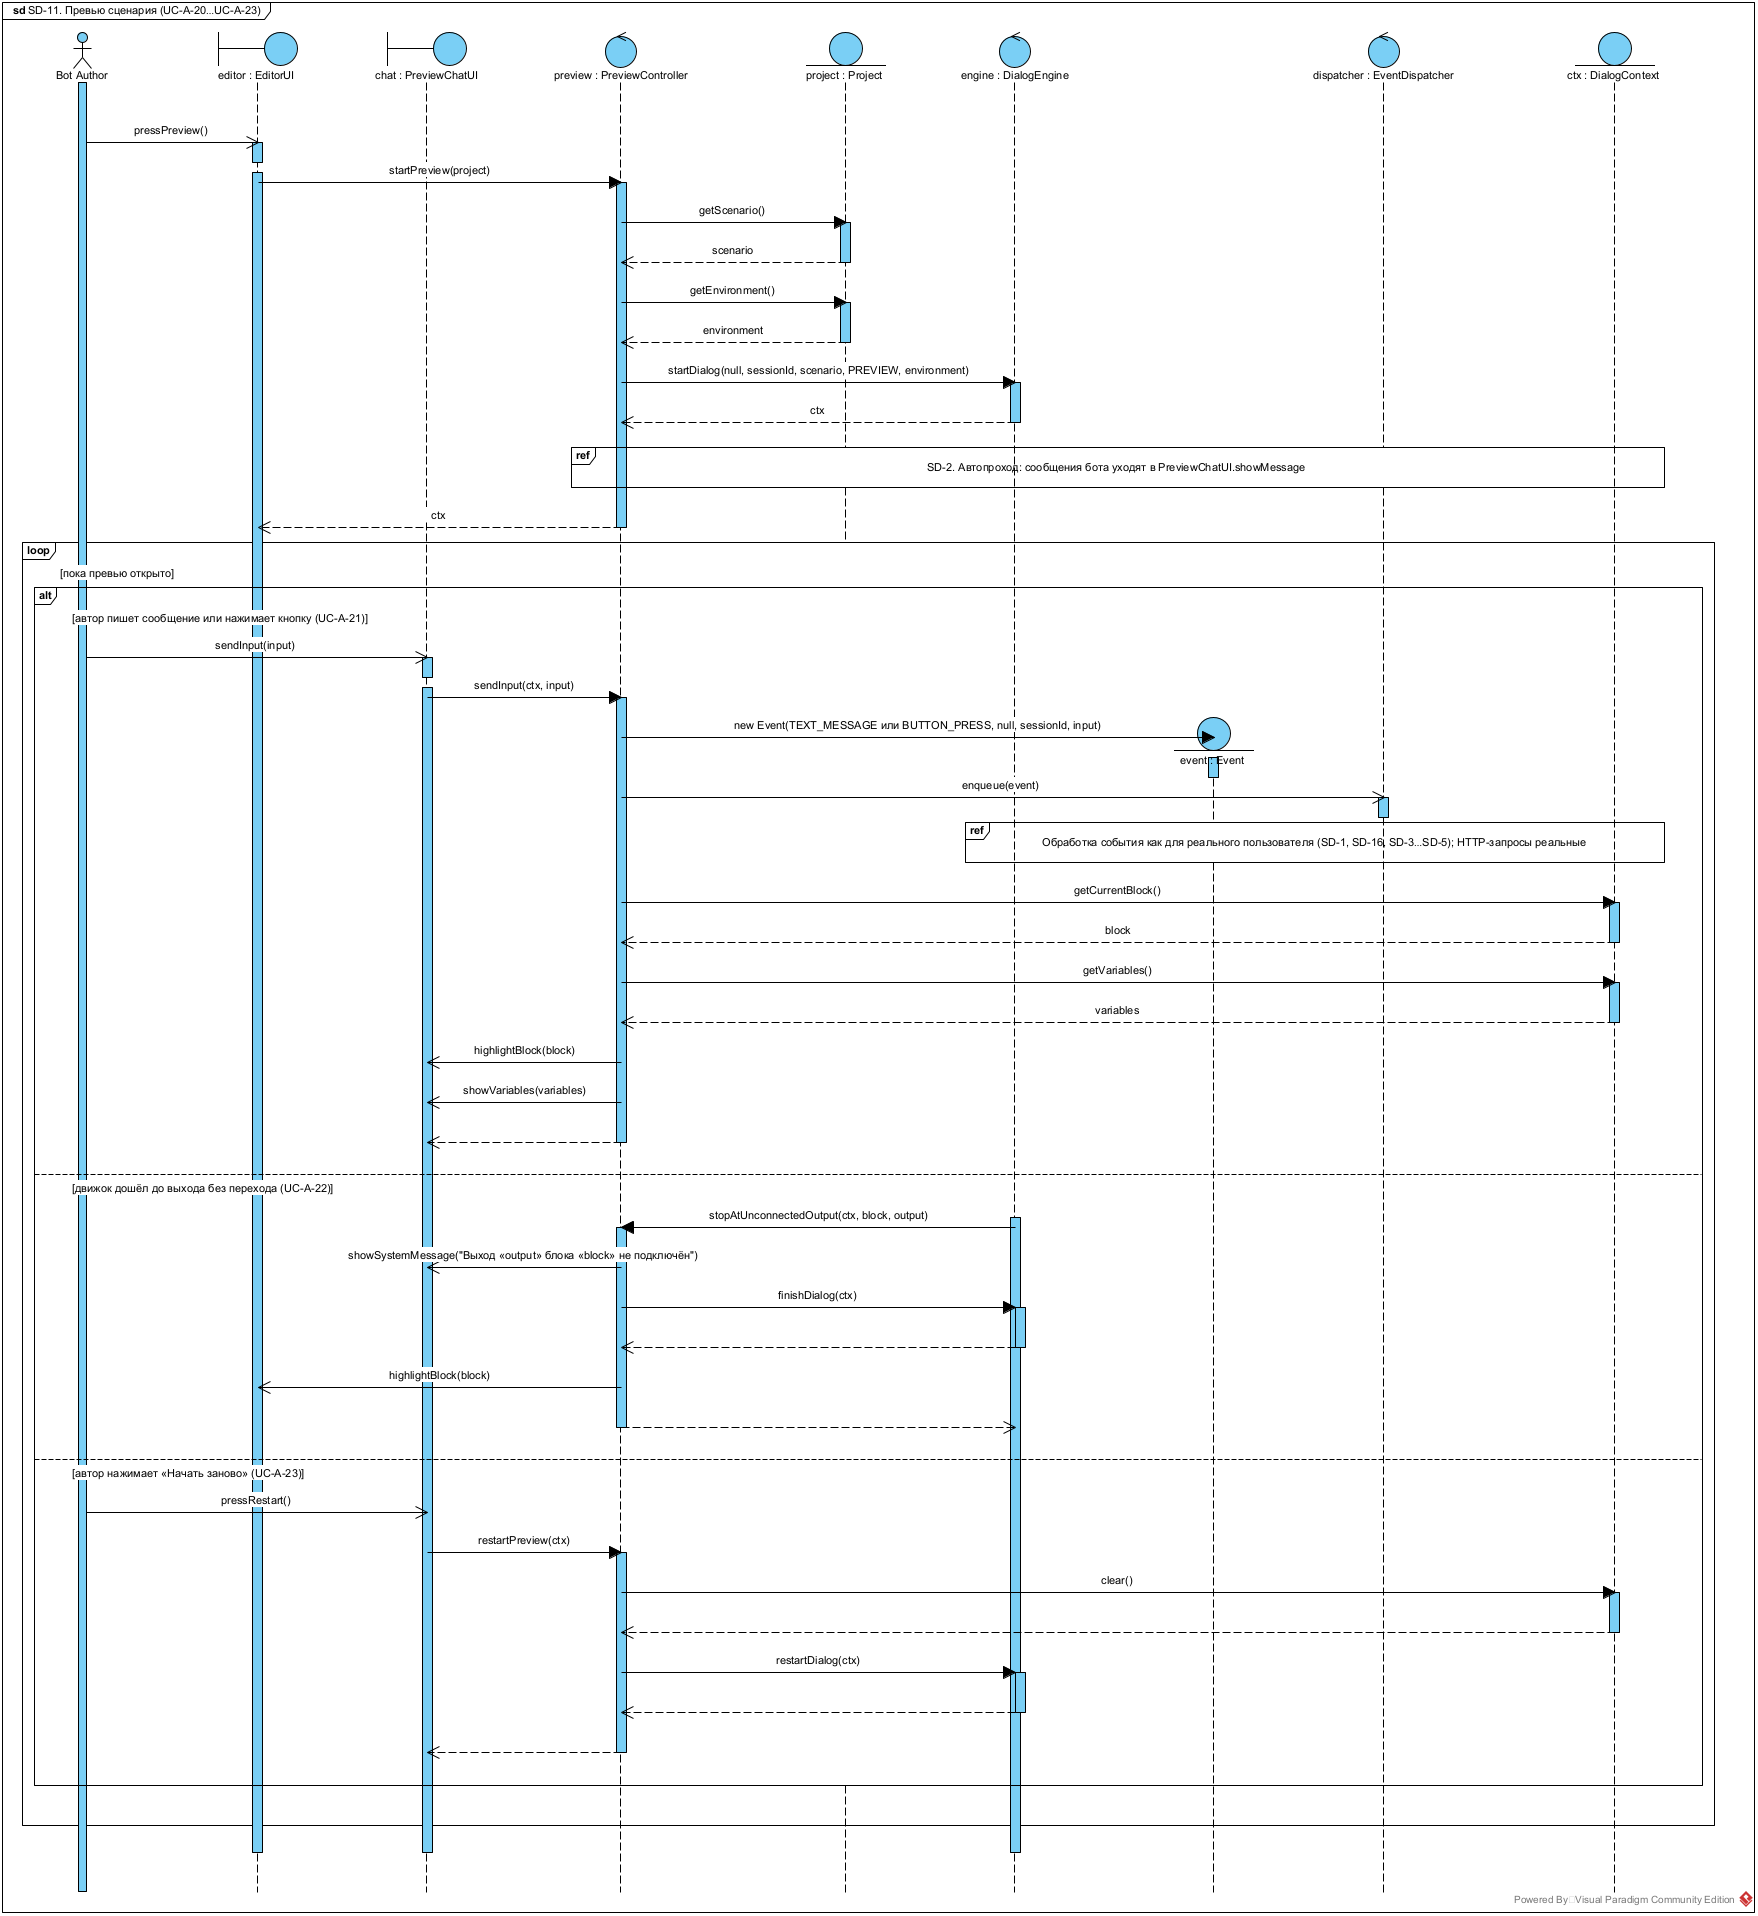 sd SD-11. Превью сценария (UC-A-20...UC-A-23)
Bot Author
editor : EditorUI
chat : PreviewChatUI
preview : PreviewController
project : Project
engine : DialogEngine
dispatcher : EventDispatcher
ctx : DialogContext
pressPreview()
startPreview(project)
getScenario()
scenario
getEnvironment()
environment
startDialog(null, sessionId, scenario, PREVIEW, environment)
ctx
ref
SD-2. Автопроход: сообщения бота уходят в PreviewChatUI.showMessage
ctx
loop
[пока превью открыто]
alt
[автор пишет сообщение или нажимает кнопку (UC-A-21)]
sendInput(input)
sendInput(ctx, input)
new Event(TEXT_MESSAGE или BUTTON_PRESS, null, sessionId, input)
event : Event
enqueue(event)
ref
Обработка события как для реального пользователя (SD-1, SD-16, SD-3...SD-5); HTTP-запросы реальные
getCurrentBlock()
block
getVariables()
variables
highlightBlock(block)
showVariables(variables)
[движок дошёл до выхода без перехода (UC-A-22)]
stopAtUnconnectedOutput(ctx, block, output)
showSystemMessage("Выход «output» блока «block» не подключён")
finishDialog(ctx)
highlightBlock(block)
[автор нажимает «Начать заново» (UC-A-23)]
pressRestart()
restartPreview(ctx)
clear()
restartDialog(ctx)
Powered By Visual Paradigm Community Edition